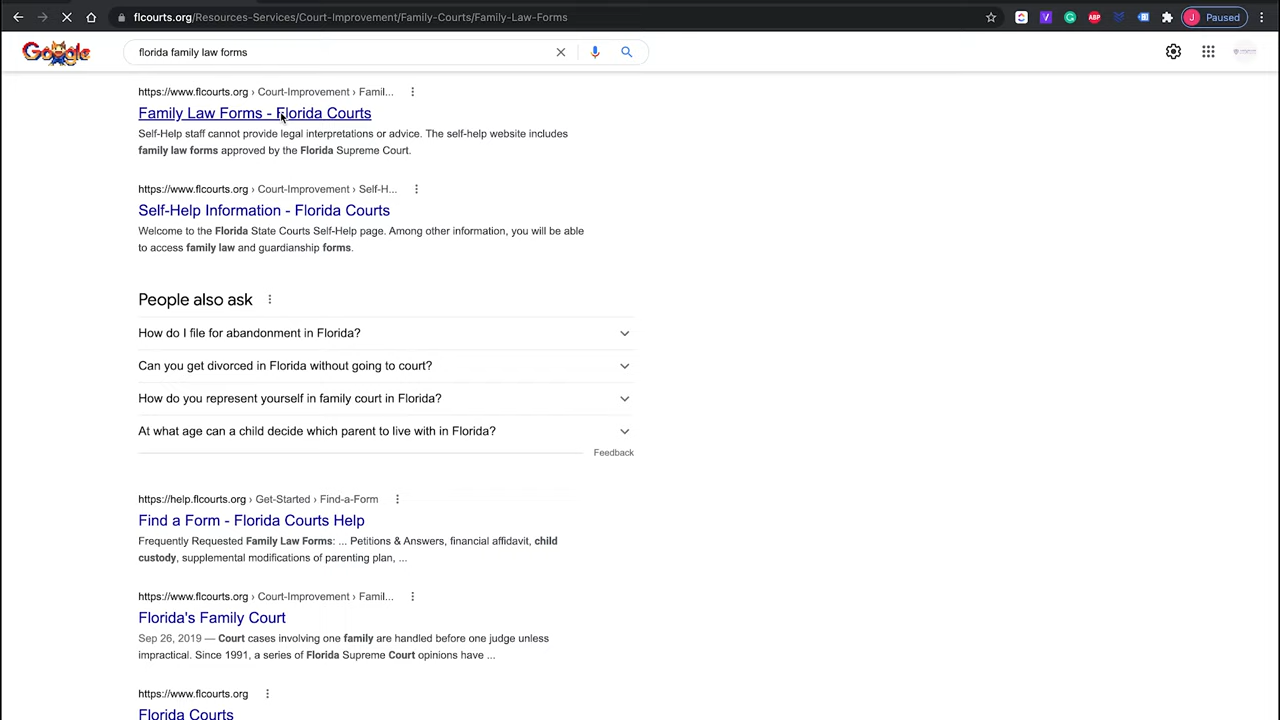 flcourts.org/Resources-Services/Court-Improvement/Family-Courts/Family-Law-Forms
ABP
J Paused
Google
florida family law forms
https://www.flcourts.org › Court-Improvement › Famil...
Family Law Forms - Florida Courts
Self-Help staff cannot provide legal interpretations or advice. The self-help website includes
family law forms approved by the Florida Supreme Court.
https://www.flcourts.org › Court-Improvement › Self-H...
Self-Help Information - Florida Courts
Welcome to the Florida State Courts Self-Help page. Among other information, you will be able
to access family law and guardianship forms.
People also ask
How do I file for abandonment in Florida?
Can you get divorced in Florida without going to court?
How do you represent yourself in family court in Florida?
At what age can a child decide which parent to live with in Florida?
Feedback
https://help.flcourts.org › Get-Started › Find-a-Form
Find a Form - Florida Courts Help
Frequently Requested Family Law Forms: ... Petitions & Answers, financial affidavit, child
custody, supplemental modifications of parenting plan, ...
https://www.flcourts.org › Court-Improvement › Famil...
Florida's Family Court
Sep 26, 2019 — Court cases involving one family are handled before one judge unless
impractical. Since 1991, a series of Florida Supreme Court opinions have ...
https://www.flcourts.org
Florida Courts